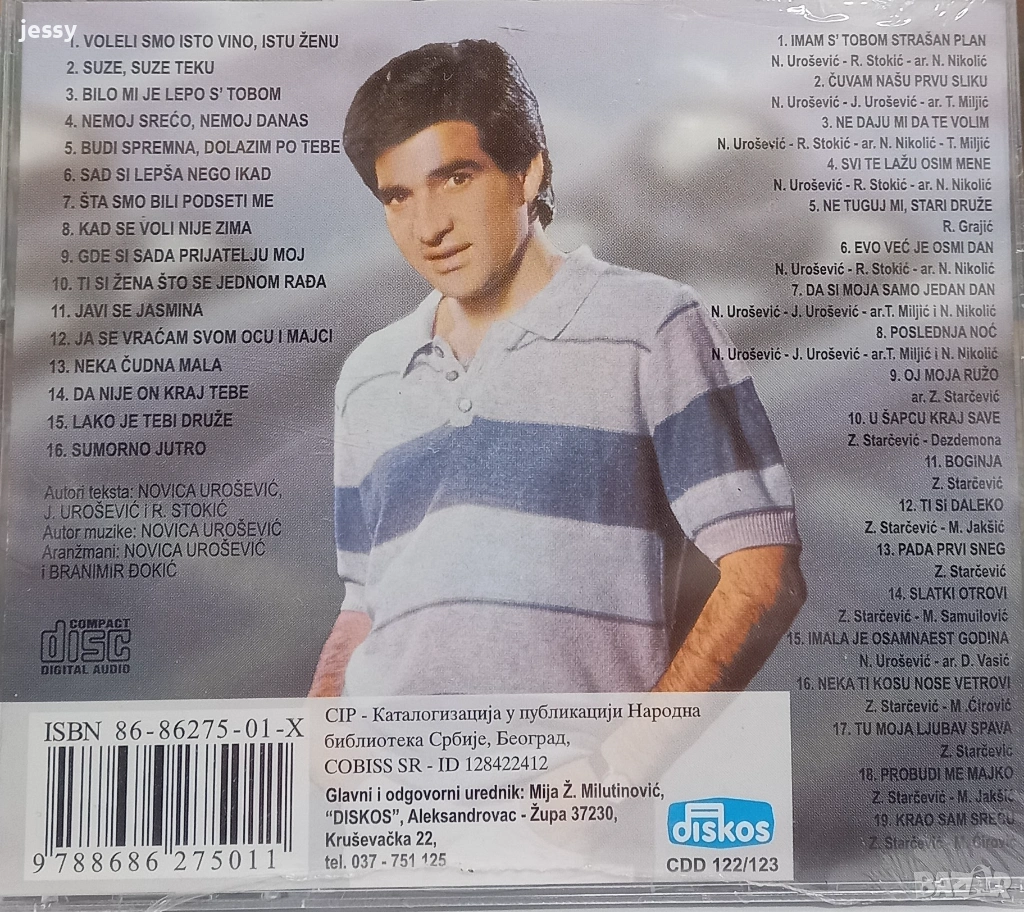 jessy
1. VOLELI SMO ISTO VINO, ISTU ŽENU
2. SUZE, SUZE TEKU
3. BILO MI JE LEPO S' TOBOM
4. NEMOJ SREĆO, NEMOJ DANAS
5. BUDI SPREMNA, DOLAZIM PO TEBE
6. SAD SI LEPŠA NEGO IKAD
7. ŠTA SMO BILI PODSETI ME
8. KAD SE VOLI NIJE ZIMA
9. GDE SI SADA PRIJATELJU MOJ
10. TI SI ŽENA ŠTO SE JEDNOM RAĐA
11. JAVI SE JASMINA
12. JA SE VRAĆAM SVOM OCU I MAJCI
13. NEKA ČUDNA MALA
14. DA NIJE ON KRAJ TEBE
15. LAKO JE TEBI DRUŽE
16. SUMORNO JUTRO
Autori teksta: NOVICA UROŠEVIĆ,
J. UROŠEVIĆ i R. STOKIĆ
Autor muzike: NOVICA UROŠEVIĆ
Aranžmani: NOVICA UROŠEVIĆ
i BRANIMIR ĐOKIĆ
COMPACT
disc
DIGITAL AUDIO
1. IMAM S' TOBOM STRAŠAN PLAN
N. Urošević - R. Stokić - ar. N. Nikolić
2. ČUVAM NAŠU PRVU SLIKU
N. Urošević - J. Urošević - ar. T. Miljić
3. NE DAJU MI DA TE VOLIM
N. Urošević - R. Stokić - ar. N. Nikolić - T. Miljić
4. SVI TE LAŽU OSIM MENE
N. Urošević - R. Stokić - ar. N. Nikolić
5. NE TUGUJ MI, STARI DRUŽE
R. Grajić
6. EVO VEĆ JE OSMI DAN
N. Urošević - R. Stokić - ar. N. Nikolić
7. DA SI MOJA SAMO JEDAN DAN
N. Urošević - J. Urošević - ar.T. Miljić i N. Nikolić
8. POSLEDNJA NOĆ
N. Urošević - J. Urošević - ar.T. Miljić i N. Nikolić
9. OJ MOJA RUŽO
ar. Z. Starčević
10. U ŠAPCU KRAJ SAVE
Z. Starčević - Dezdemona
11. BOGiNJA
Z. Starčević
12. TI Si DALEKO
Z. Starčević - M. Jakšić
13. PADA PRVI SNEG
Z. Starčević
14. SLATKI OTROVI
Z. Starčević - M. Samuilović
15. IMALA JE OSAMNAEST GODINA
N. Urošević - ar. D. Vasić
16. NEKA TI KOSU NOSE VETROVI
Z. Starčević - M .Ćirović
17. TU MOJA LJUBAV SPAVA
Z. Starčević
18. PROBUDI ME MAJKO
Z. Starčević - M. Jakšić
19. KRAO SAM SREĆU
Z. Starčević - M. Ćirović
ISBN 86-86275-01-X
9 788686 275011
CIP - Каталогизација у публикацији Народна
библиотека Србије, Београд,
COBISS SR - ID 128422412
Glavni i odgovorni urednik: Mija Ž. Milutinović,
“DISKOS”, Aleksandrovac - Župa 37230,
Kruševačka 22,
tel. 037 - 751 125
diskos
CDD 122/123
BAZAR